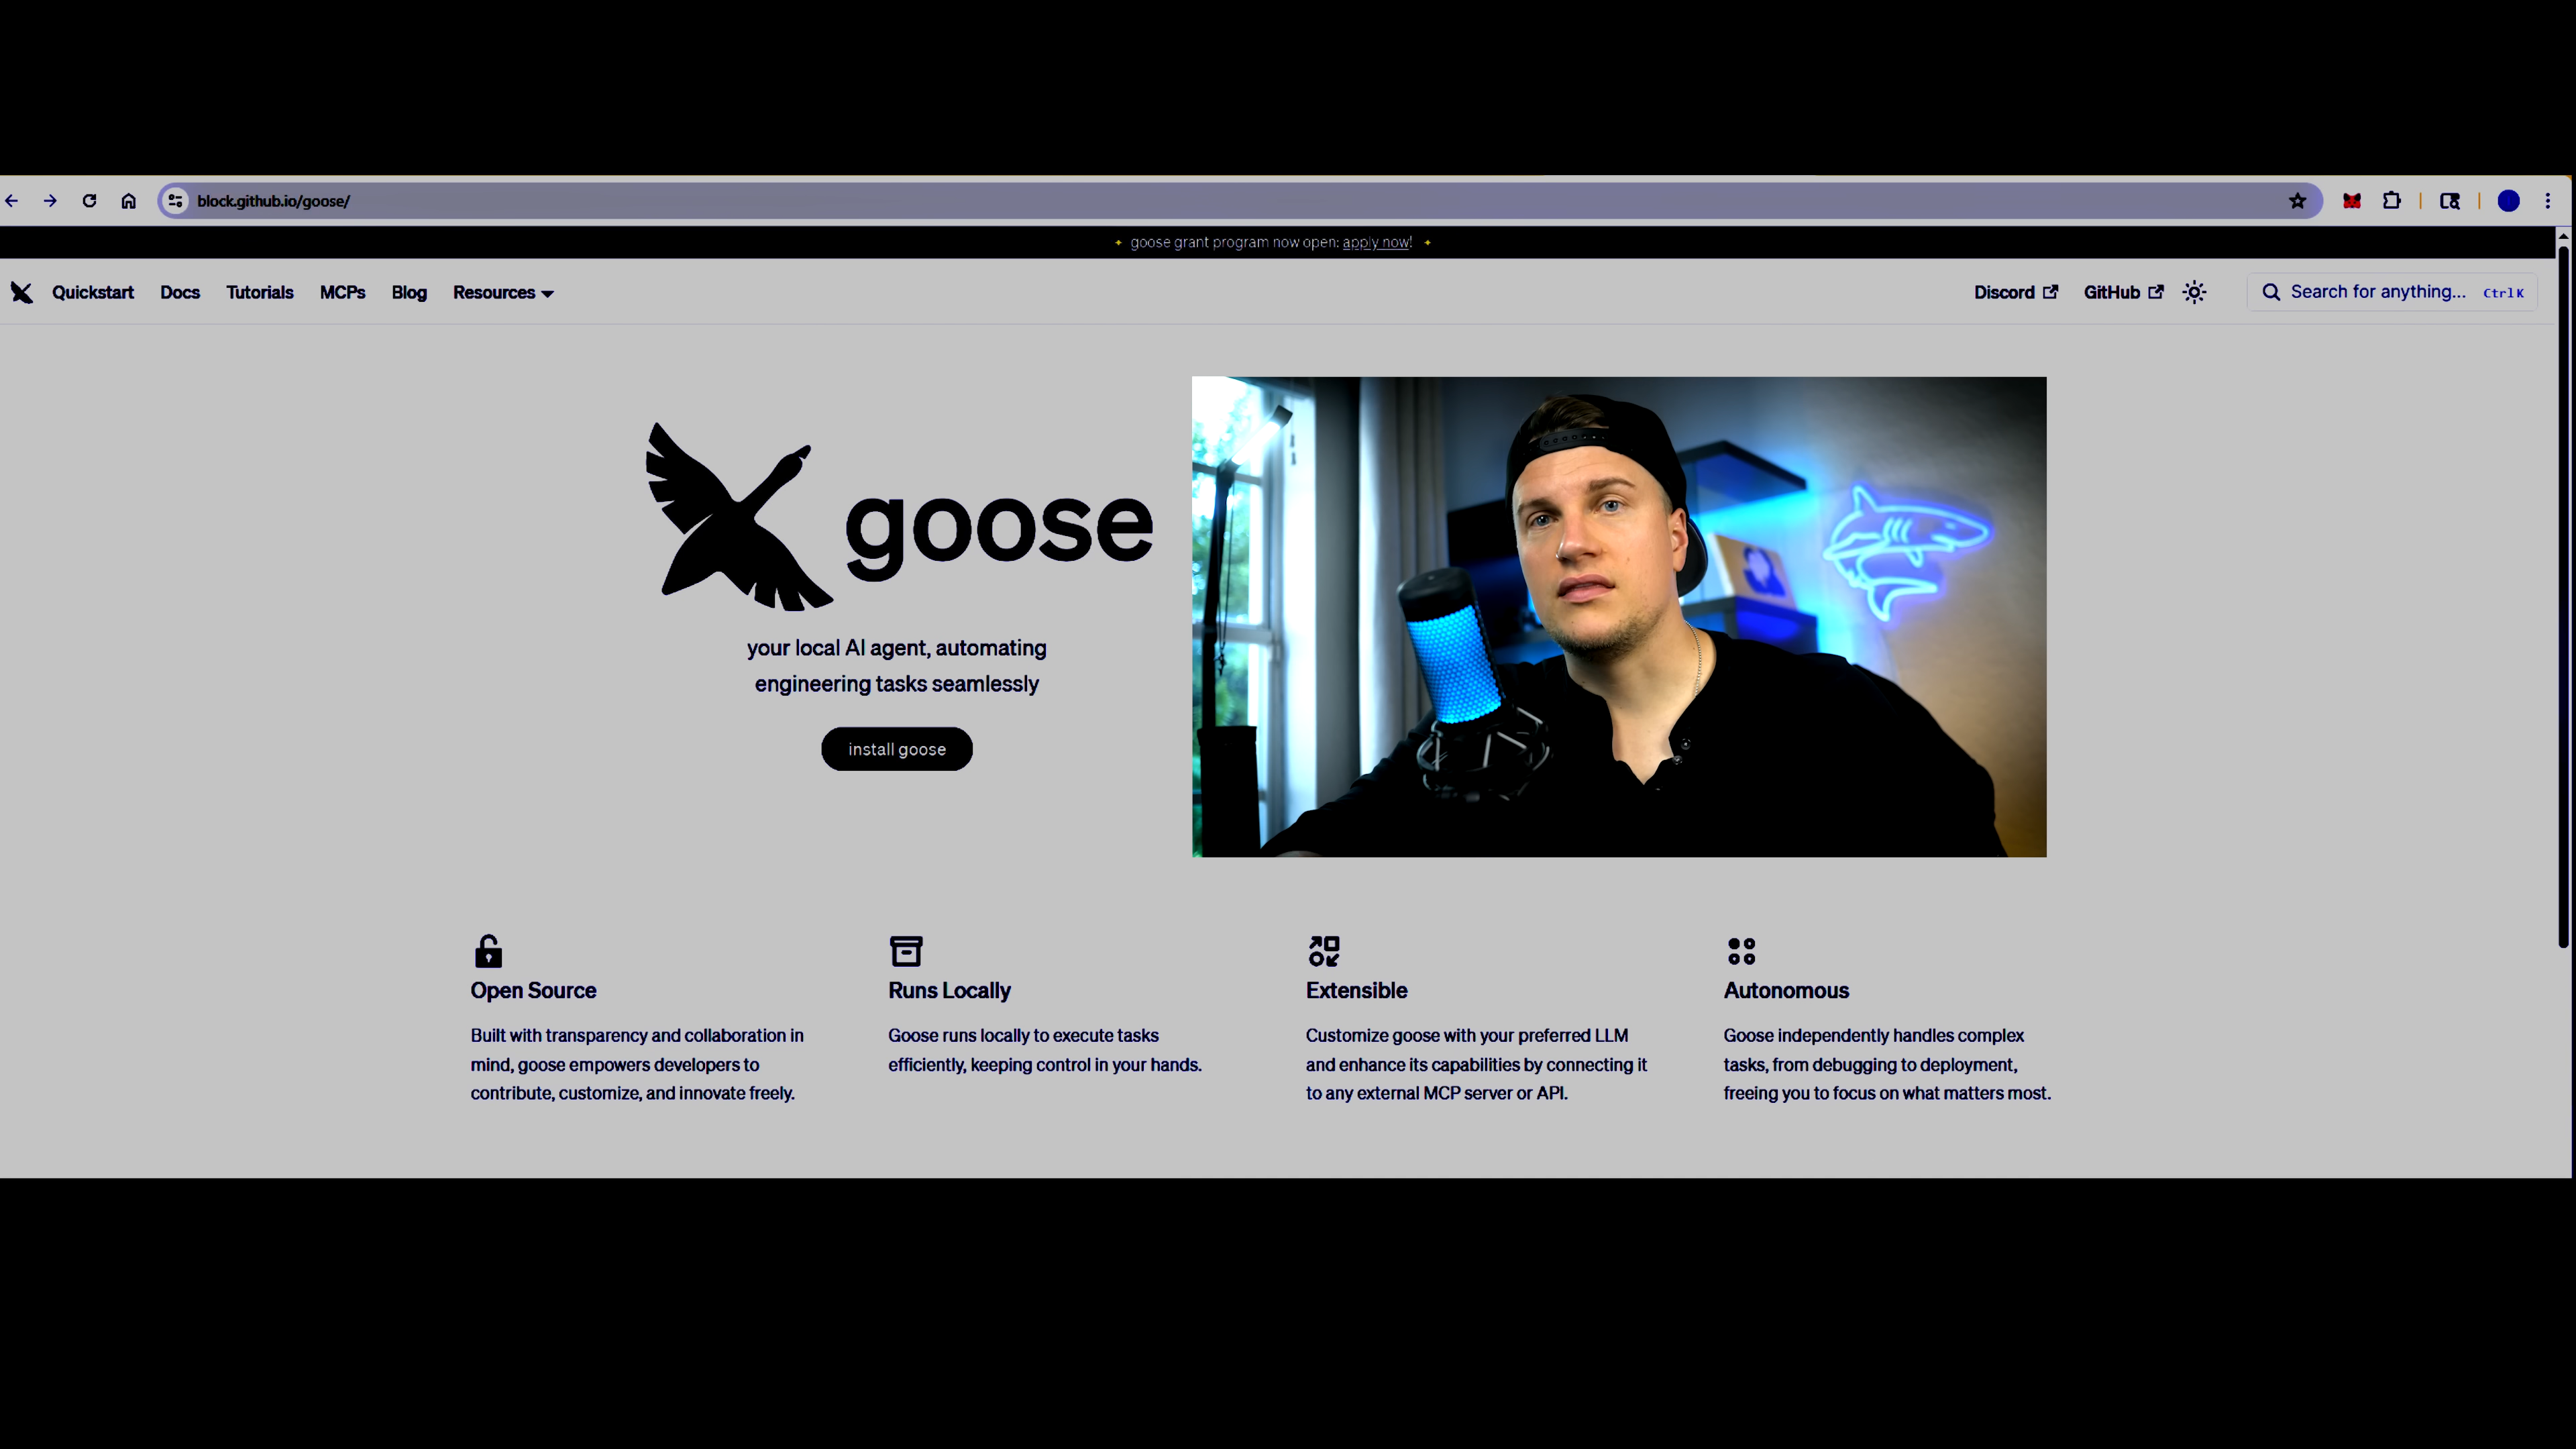 block.github.io/goose/
goose grant program now open: apply now!
Quickstart Docs Tutorials MCPs Blog Resources Discord GitHub Search for anything... Ctrl K
goose
your local AI agent, automating
engineering tasks seamlessly
install goose
Open Source
Built with transparency and collaboration in
mind, goose empowers developers to
contribute, customize, and innovate freely.
Runs Locally
Goose runs locally to execute tasks
efficiently, keeping control in your hands.
Extensible
Customize goose with your preferred LLM
and enhance its capabilities by connecting it
to any external MCP server or API.
Autonomous
Goose independently handles complex
tasks, from debugging to deployment,
freeing you to focus on what matters most.